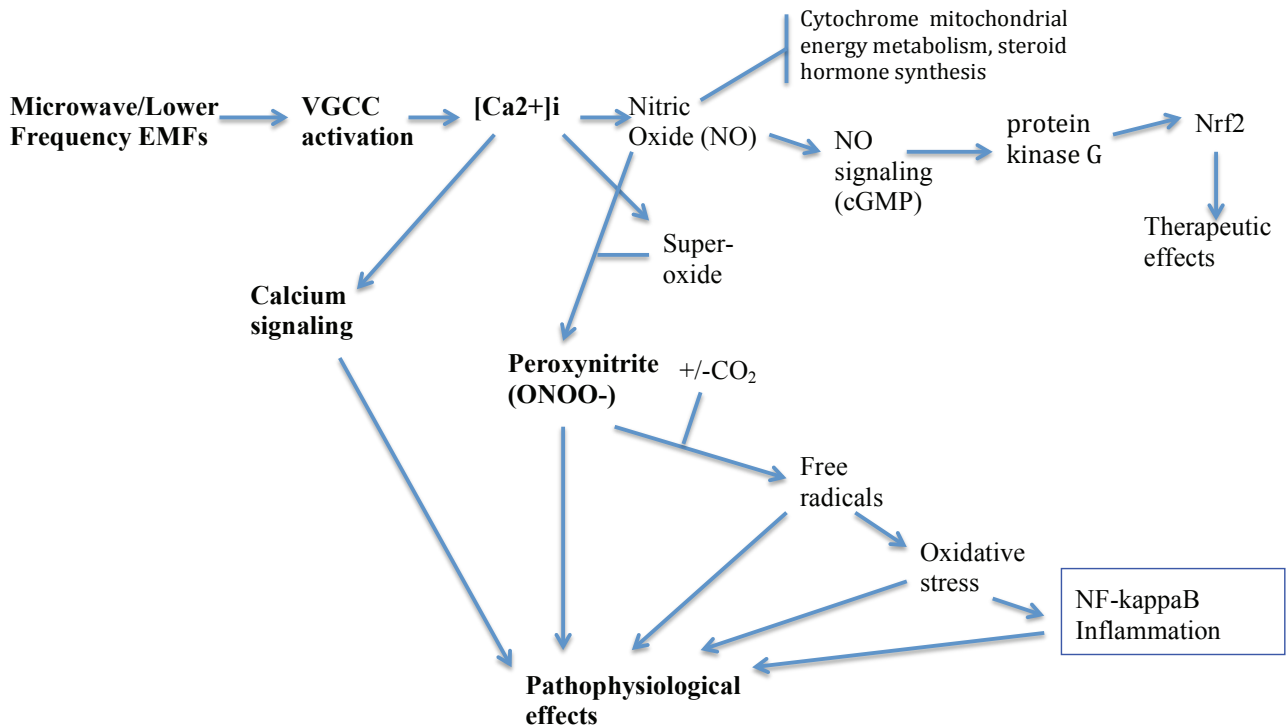 Cytochrome mitochondrial
energy metabolism, steroid
hormone synthesis
Microwave/Lower
Frequency EMFs
VGCC
activation
[Ca2+]i
Nitric
Oxide (NO)
NO
signaling
(cGMP)
protein
kinase G
Nrf2
Therapeutic
effects
Super-
oxide
Calcium
signaling
Peroxynitrite
(ONOO-)
+/-CO₂
Free
radicals
Oxidative
stress
NF-kappaB
Inflammation
Pathophysiological
effects